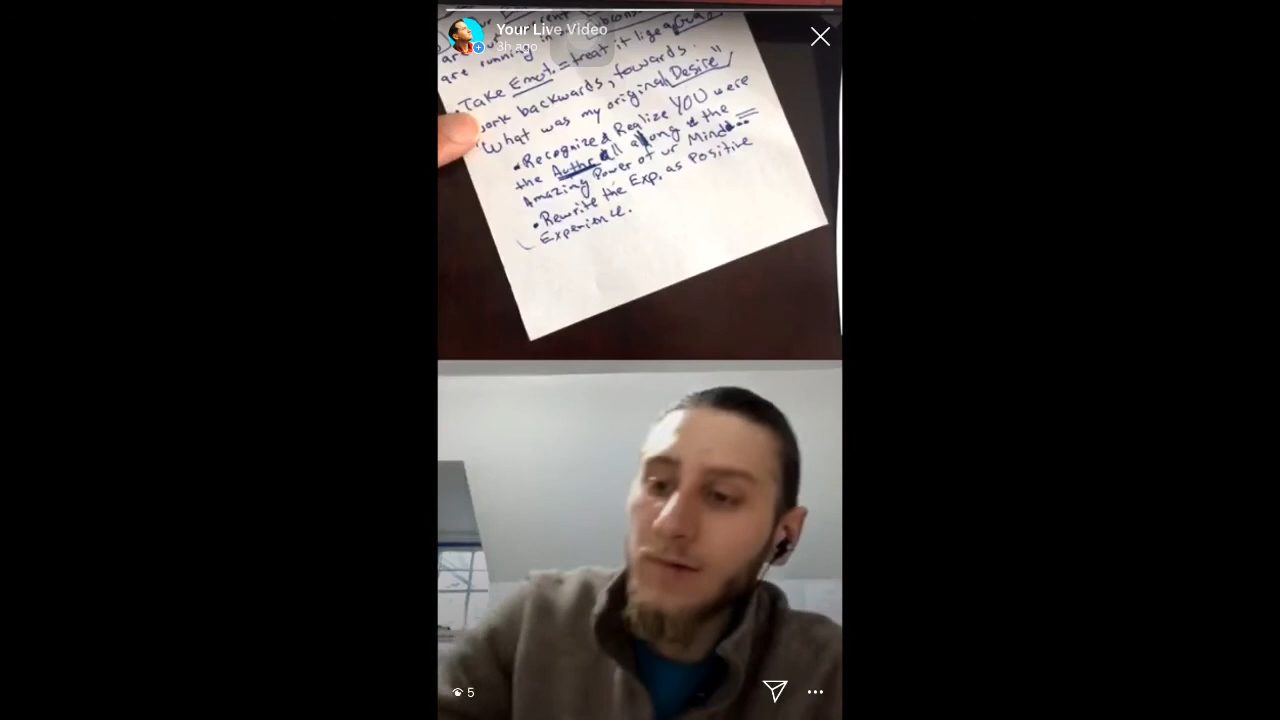 Your Live Video
3h ago
are running in
• Take Emot. = treat it like a
work backwards, towards.
"What was my original Desire"
• Recognize & Realize YOU were
the Author all along & the
Amazing Power of ur Mind...
• Rewrite the Exp. as Positive
Experience.
5